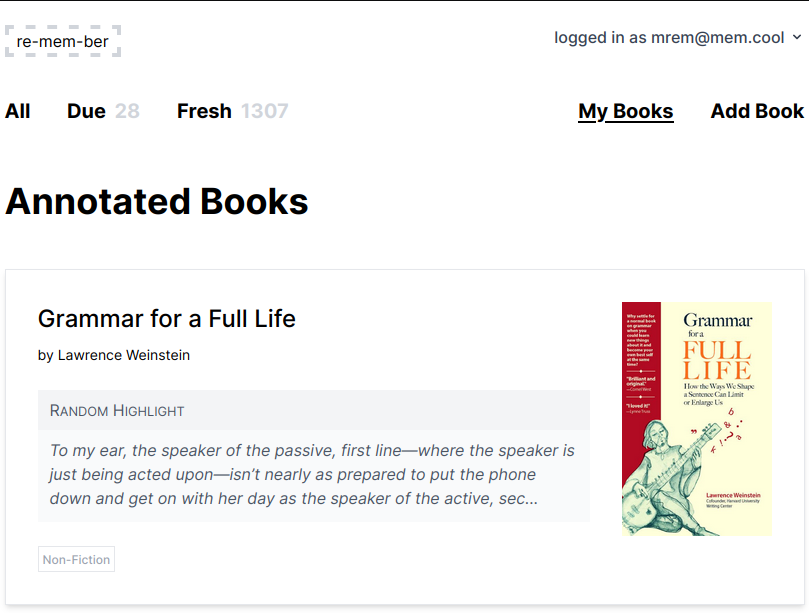 re-mem-ber
logged in as mrem@mem.cool
All Due 28 Fresh 1307 My Books Add Book
Annotated Books
Grammar for a Full Life
by Lawrence Weinstein
RANDOM HIGHLIGHT
To my ear, the speaker of the passive, first line—where the speaker is
just being acted upon—isn’t nearly as prepared to put the phone
down and get on with her day as the speaker of the active, sec...
Non-Fiction
Why settle for
a normal book
on grammar
when you
could learn
new things
about it and
become your
own best self
at the same
time?
"Brilliant and
original."
—Cornel West
"I loved it!"
—Lynne Truss
Grammar
for a
FULL
LIFE
How the Ways We Shape
a Sentence Can Limit
or Enlarge Us
Lawrence Weinstein
Cofounder, Harvard University
Writing Center